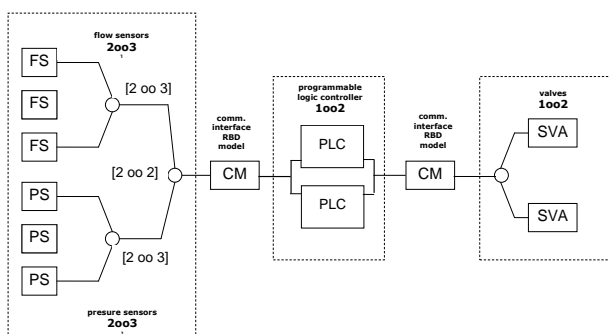 flow sensors
2oo3
,
FS
FS
FS
[2 oo 3]
[2 oo 2]
PS
PS
PS
[2 oo 3]
presure sensors
2oo3
,
comm.
interface
RBD
model
CM
programmable
logic controller
1oo2
PLC
PLC
comm.
interface
RBD
model
CM
valves
1oo2
SVA
SVA